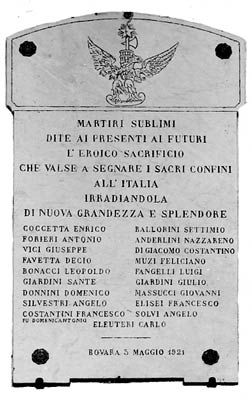 MARTIRI SUBLIMI
DITE AI PRESENTI AI FUTURI
L'EROICO SACRIFICIO
CHE VALSE A SEGNARE I SACRI CONFINI
ALL'ITALIA
IRRADIANDOLA
DI NUOVA GRANDEZZA E SPLENDORE
COCCETTA ENRICO
FORIERI ANTONIO
VICI GIUSEPPE
FAVETTA DECIO
BONACCI LEOPOLDO
GIARDINI SANTE
DONNINI DOMENICO
SILVESTRI ANGELO
COSTANTINI FRANCESCO
FU DOMENICANTONIO
BALLORINI SETTIMIO
ANDERLINI NAZZARENO
DI GIACOMO COSTANTINO
MUZI FELICIANO
FANGELLI LUIGI
GIARDINI GIULIO
MASSUCCI GIOVANNI
ELISEI FRANCESCO
SOLVI ANGELO
ELEUTERI CARLO
ROVARA 5 MAGGIO 1921